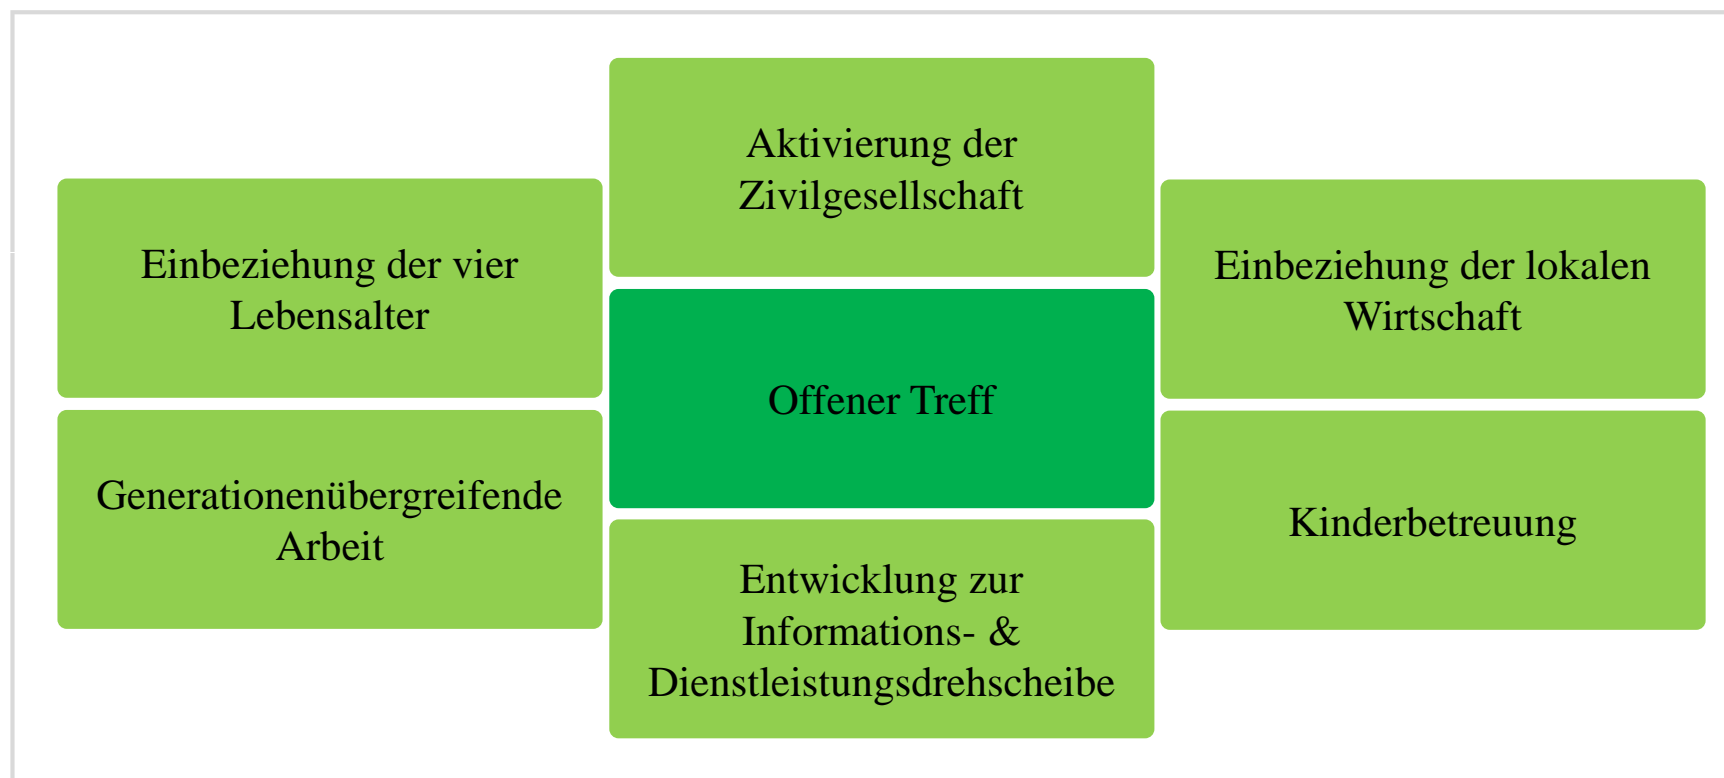 Aktivierung der
Zivilgesellschaft
Einbeziehung der vier
Lebensalter
Einbeziehung der lokalen
Wirtschaft
Offener Treff
Generationenübergreifende
Arbeit
Kinderbetreuung
Entwicklung zur
Informations- &
Dienstleistungsdrehscheibe